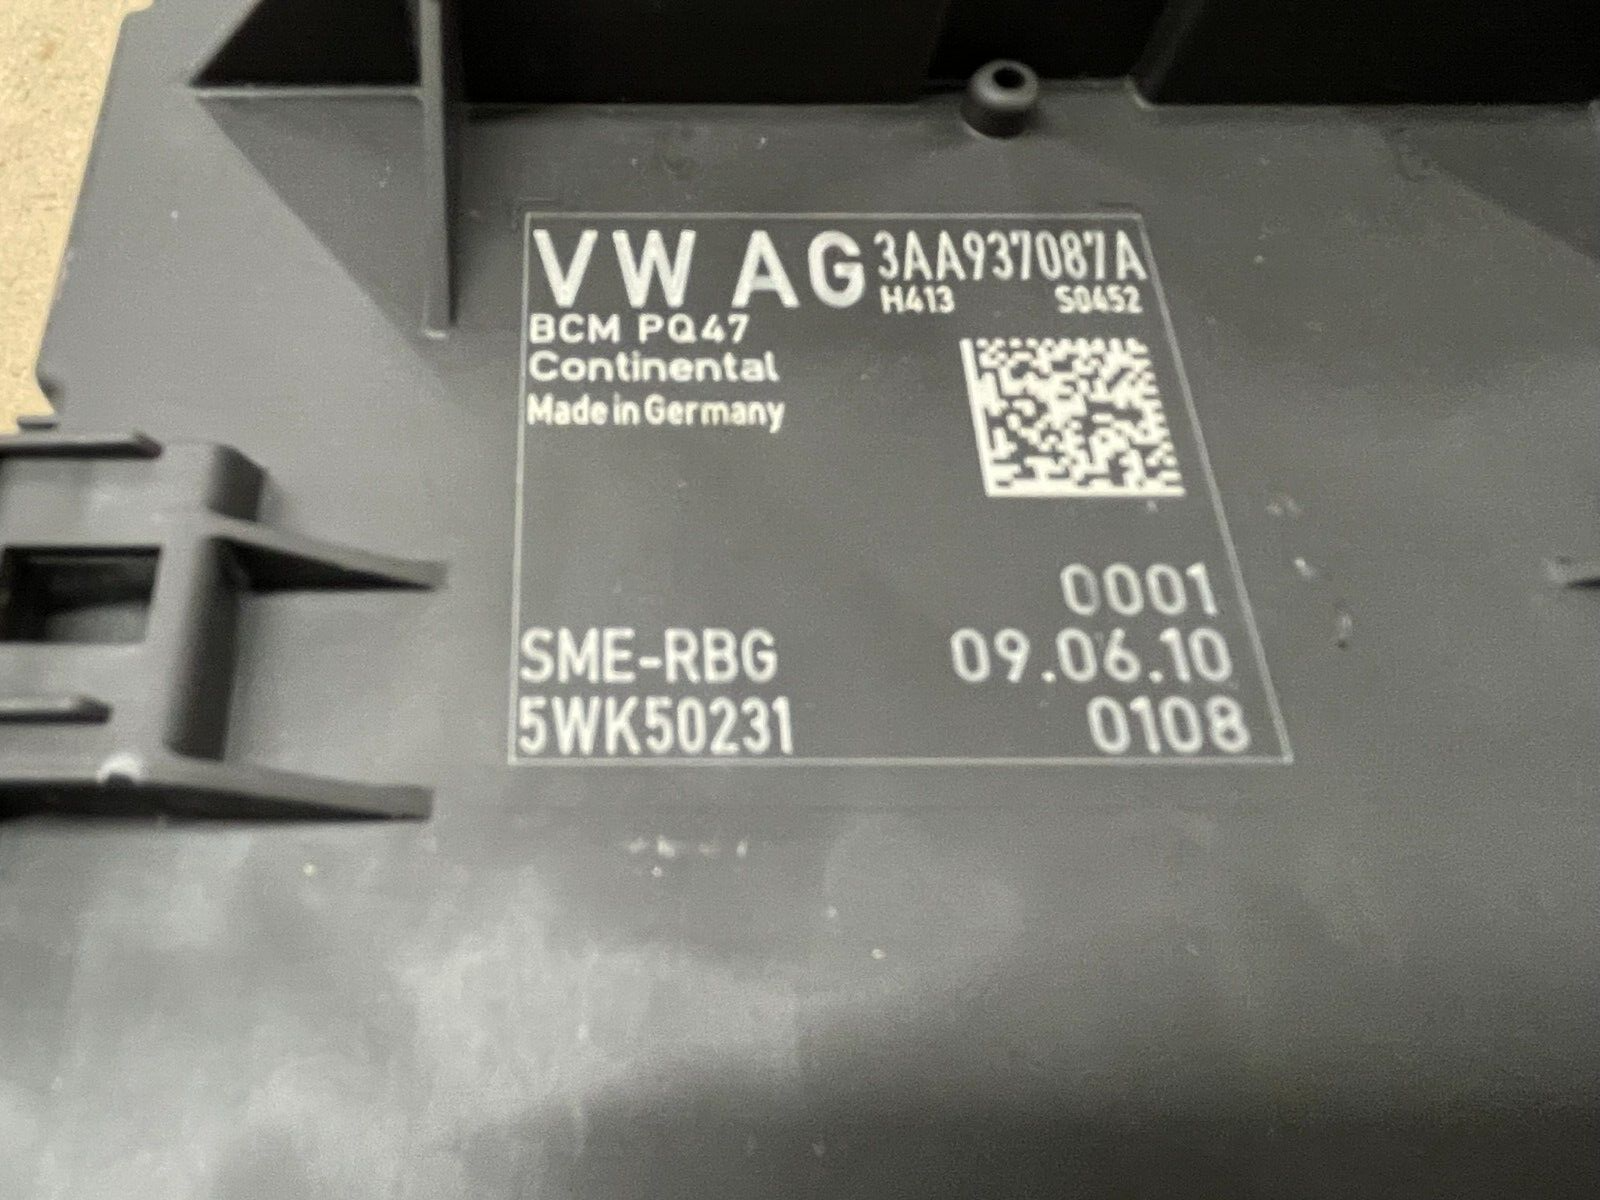 VW AG 3AA937087A
H413 S0452
BCM PQ47
Continental
Made in Germany
0001
SME-RBG 09.06.10
5WK50231 0108